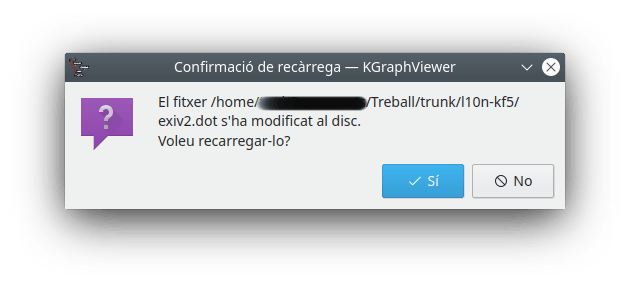 Confirmació de recàrrega — KGraphViewer
El fitxer /home/ /Treball/trunk/l10n-kf5/
exiv2.dot s'ha modificat al disc.
Voleu recarregar-lo?
Sí
No